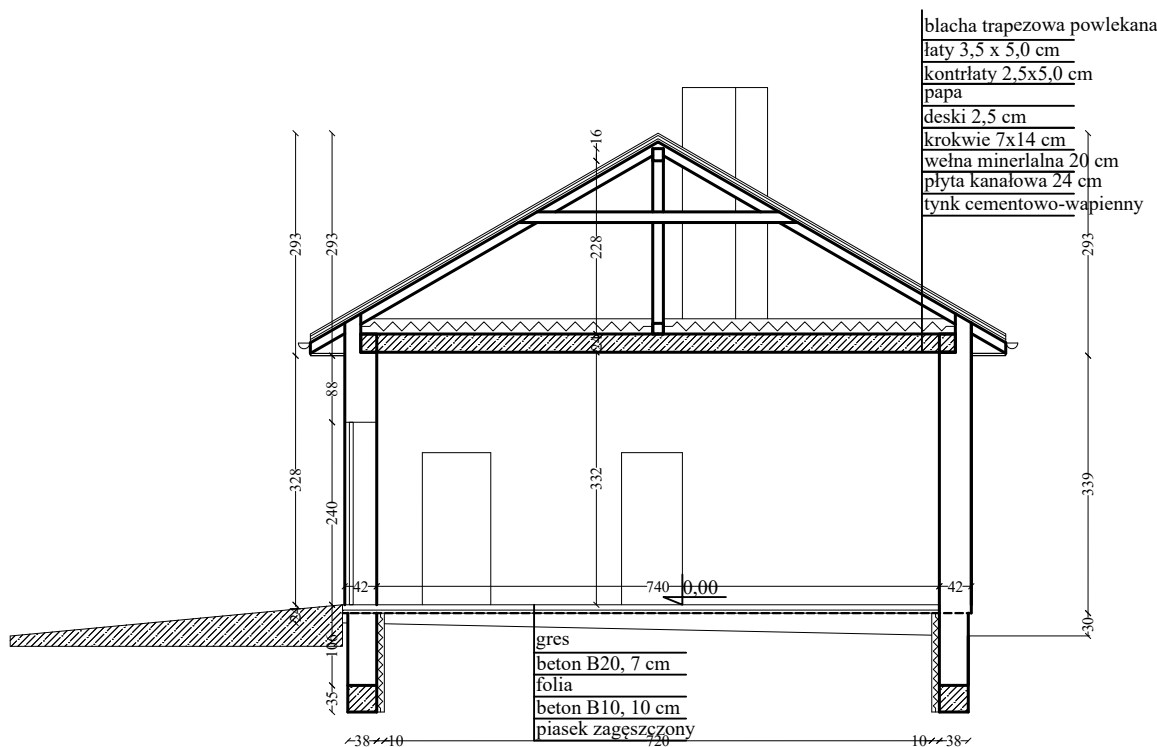 blacha trapezowa powlekana
łaty 3,5 x 5,0 cm
kontrłaty 2,5x5,0 cm
papa
deski 2,5 cm
krokwie 7x14 cm
wełna minerlalna 20 cm
płyta kanałowa 24 cm
tynk cementowo-wapienny
16
293
293
228
293
24
88
328
240
332
339
42
740
0,00
42
30
106
35
gres
beton B20, 7 cm
folia
beton B10, 10 cm
piasek zagęszczony
38
10
720
10
38